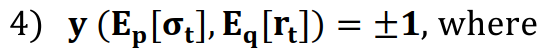 4) y (E_p[σ_t], E_q[r_t]) = ±1, where